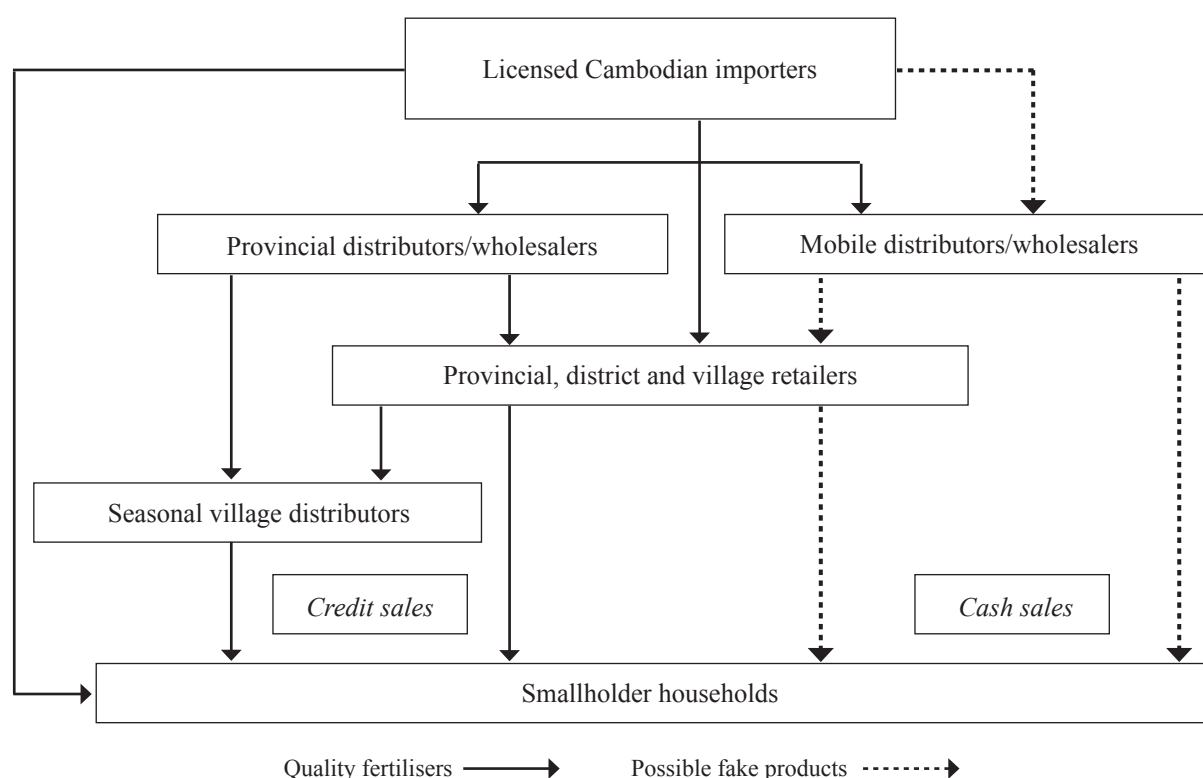 Licensed Cambodian importers
Provincial distributors/wholesalers
Mobile distributors/wholesalers
Provincial, district and village retailers
Seasonal village distributors
Credit sales
Cash sales
Smallholder households
Quality fertilisers
Possible fake products